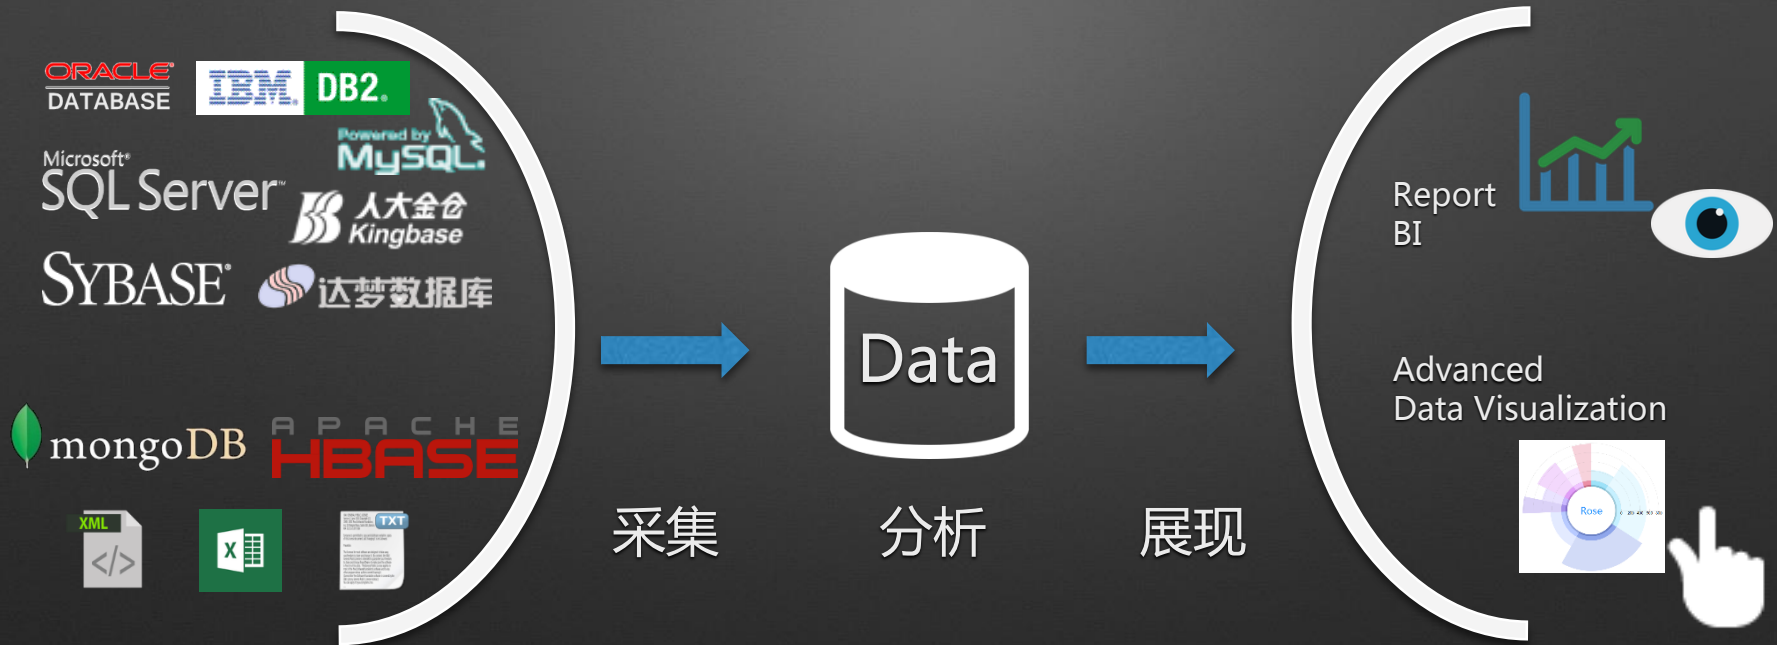 ORACLE®
DATABASE
IBM® DB2®
Powered by
MySQL®
Microsoft®
SQL Server™
人大金仓
Kingbase
SYBASE®
达梦数据库
mongoDB
APACHE
HBASE
XML
</>
X
TXT
采集
Data
分析
展现
Report
BI
Advanced
Data Visualization
Rose